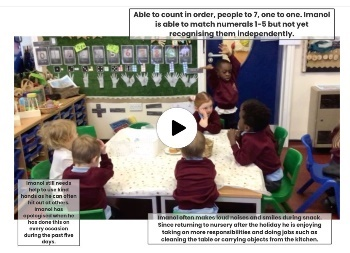 Able to count in order, people to 7, one to one. Imanol
is able to match numerals 1-5 but not yet
recognising them independently.
Imanol still needs
help to use kind
hands as he can often
hit out at others.
Imanol has
apologised when he
has done this on
every occasion
during the past five
days.
Imanol often makes loud noises and smiles during snack.
Since returning to nursery after the holiday he is enjoying
taking on more responsibilities and doing jobs such as
cleaning the table or carrying objects from the kitchen.